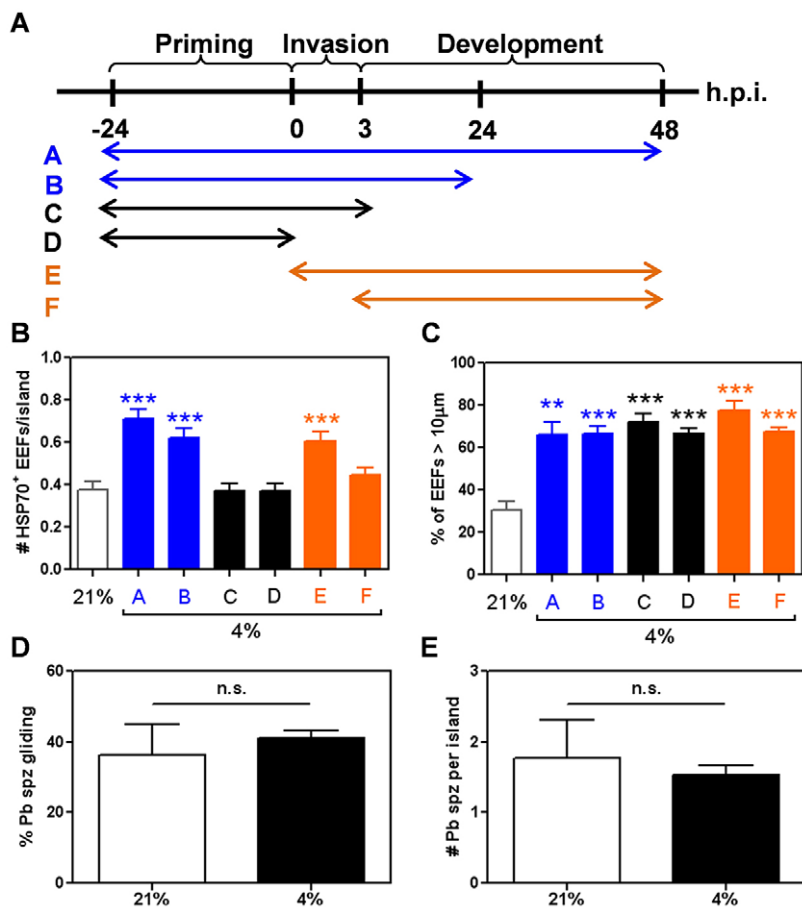 A
Priming Invasion Development
h.p.i.
-24 0 3 24 48
A
B
C
D
E
F
B
# HSP70+ EEFs/island
1.0
0.8
0.6
0.4
0.2
0.0
*** *** ***
21% A B C D E F
4%
C
% of EEFs > 10μm
100
80
60
40
20
0
** *** *** *** *** ***
21% A B C D E F
4%
D
% Pb spz gliding
60
40
20
0
n.s.
21% 4%
E
# Pb spz per island
3
2
1
0
n.s.
21% 4%